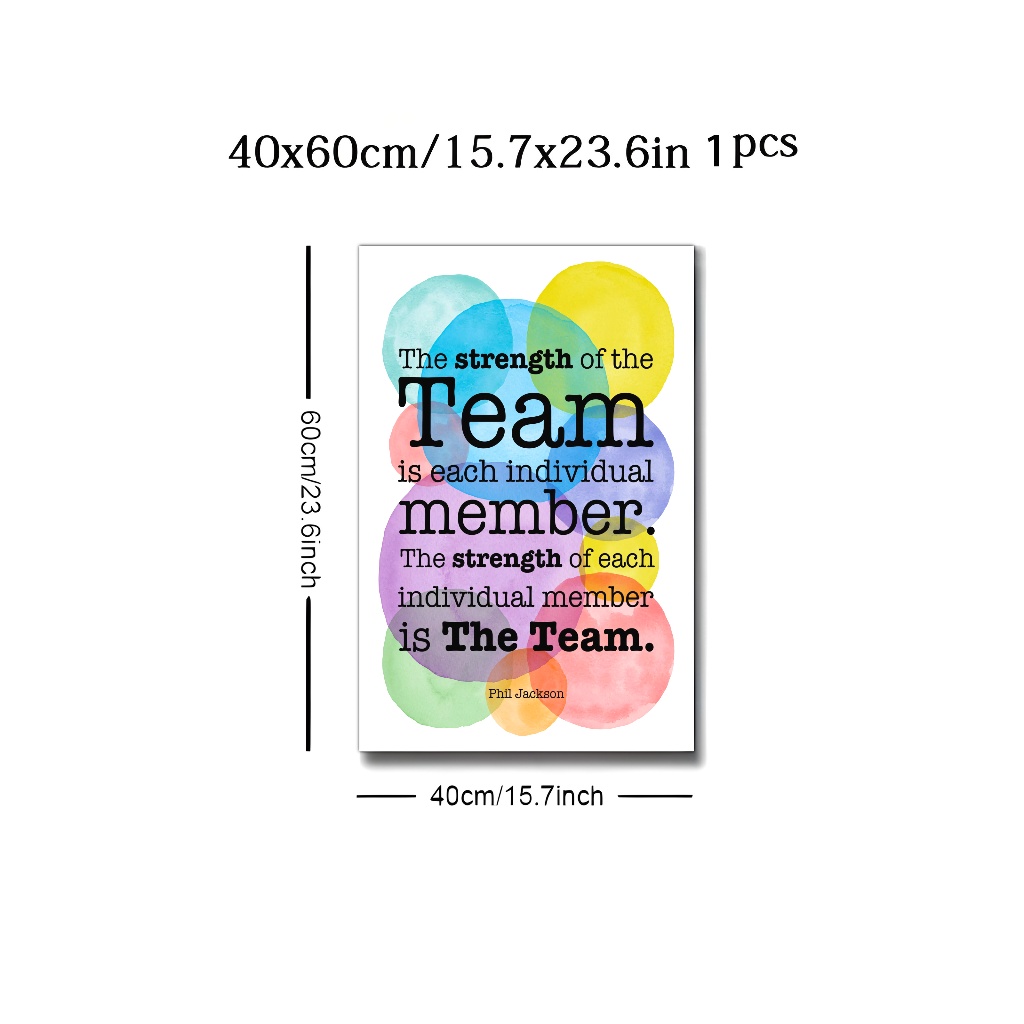 40x60cm/15.7x23.6in 1pcs
The strength of the
Team
is each individual
member.
The strength of each
individual member
is The Team.
Phil Jackson
60cm/23.6inch
40cm/15.7inch